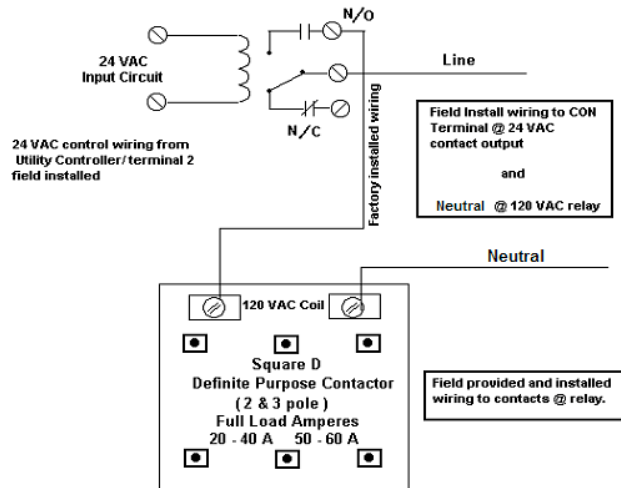 N/O
24 VAC
Input Circuit
Line
N/C
24 VAC control wiring from
Utility Controller/terminal 2
field installed
Factory installed wiring
Field Install wiring to CON
Terminal @ 24 VAC
contact output
and
Neutral @ 120 VAC relay
Neutral
120 VAC Coil
Square D
Definite Purpose Contactor
( 2 & 3 pole )
Full Load Amperes
20 - 40 A 50 - 60 A
Field provided and installed
wiring to contacts @ relay.